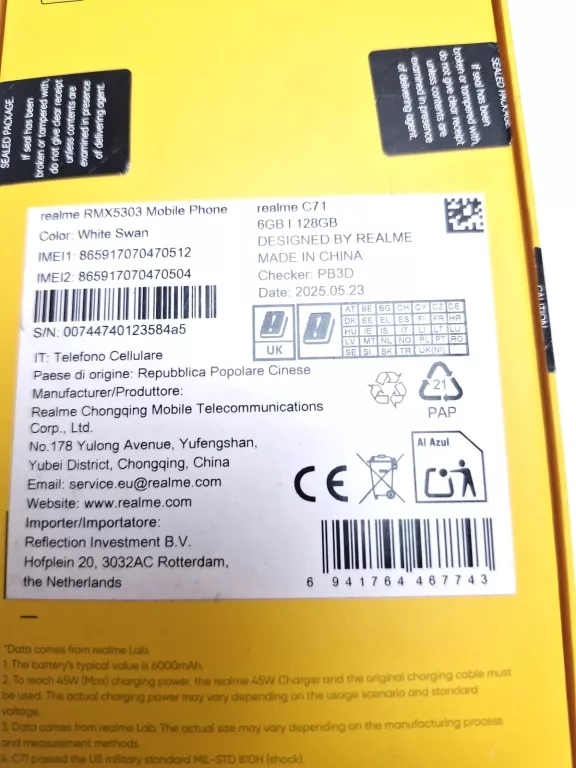 SEALED PACKAGE.
If seal has been
broken or tampered with,
do not give clear receipt
unless contents are
examined in presence
of delivering agent.
SEALED PACKAGE.
If seal has been
broken or tampered with,
do not give clear receipt
unless contents are
examined in presence
of delivering agent.
CAUTION
realme RMX5303 Mobile Phone
Color: White Swan
IMEI1: 865917070470512
IMEI2: 865917070470504
S/N: 00744740123584a5
realme C71
6GB | 128GB
DESIGNED BY REALME
MADE IN CHINA
Checker: PB3D
Date: 2025.05.23
UK
AT BE BG CH CY CZ DE
DK EE EL ES FI FR HR
HU IE IS IT LI LT LU
LV MT NL NO PL PT RO
SE SI SK TR UK(NI)
IT: Telefono Cellulare
Paese di origine: Repubblica Popolare Cinese
Manufacturer/Produttore:
Realme Chongqing Mobile Telecommunications
Corp., Ltd.
No.178 Yulong Avenue, Yufengshan,
Yubei District, Chongqing, China
Email: service.eu@realme.com
Website: www.realme.com
Importer/Importatore:
Reflection Investment B.V.
Hofplein 20, 3032AC Rotterdam,
the Netherlands
21
PAP
CE
Al Azul
6 941764 467743
*Data comes from realme Lab.
1. The battery's typical value is 6000mAh.
2. To reach 45W (Max) charging power, the realme 45W Charger and the original charging cable must
be used. The actual charging power may vary depending on the usage scenario and standard
voltage.
3. Data comes from realme Lab. The actual size may vary depending on the manufacturing process
and measurement methods.
4. C71 passed the US military standard MIL-STD 810H (shock).